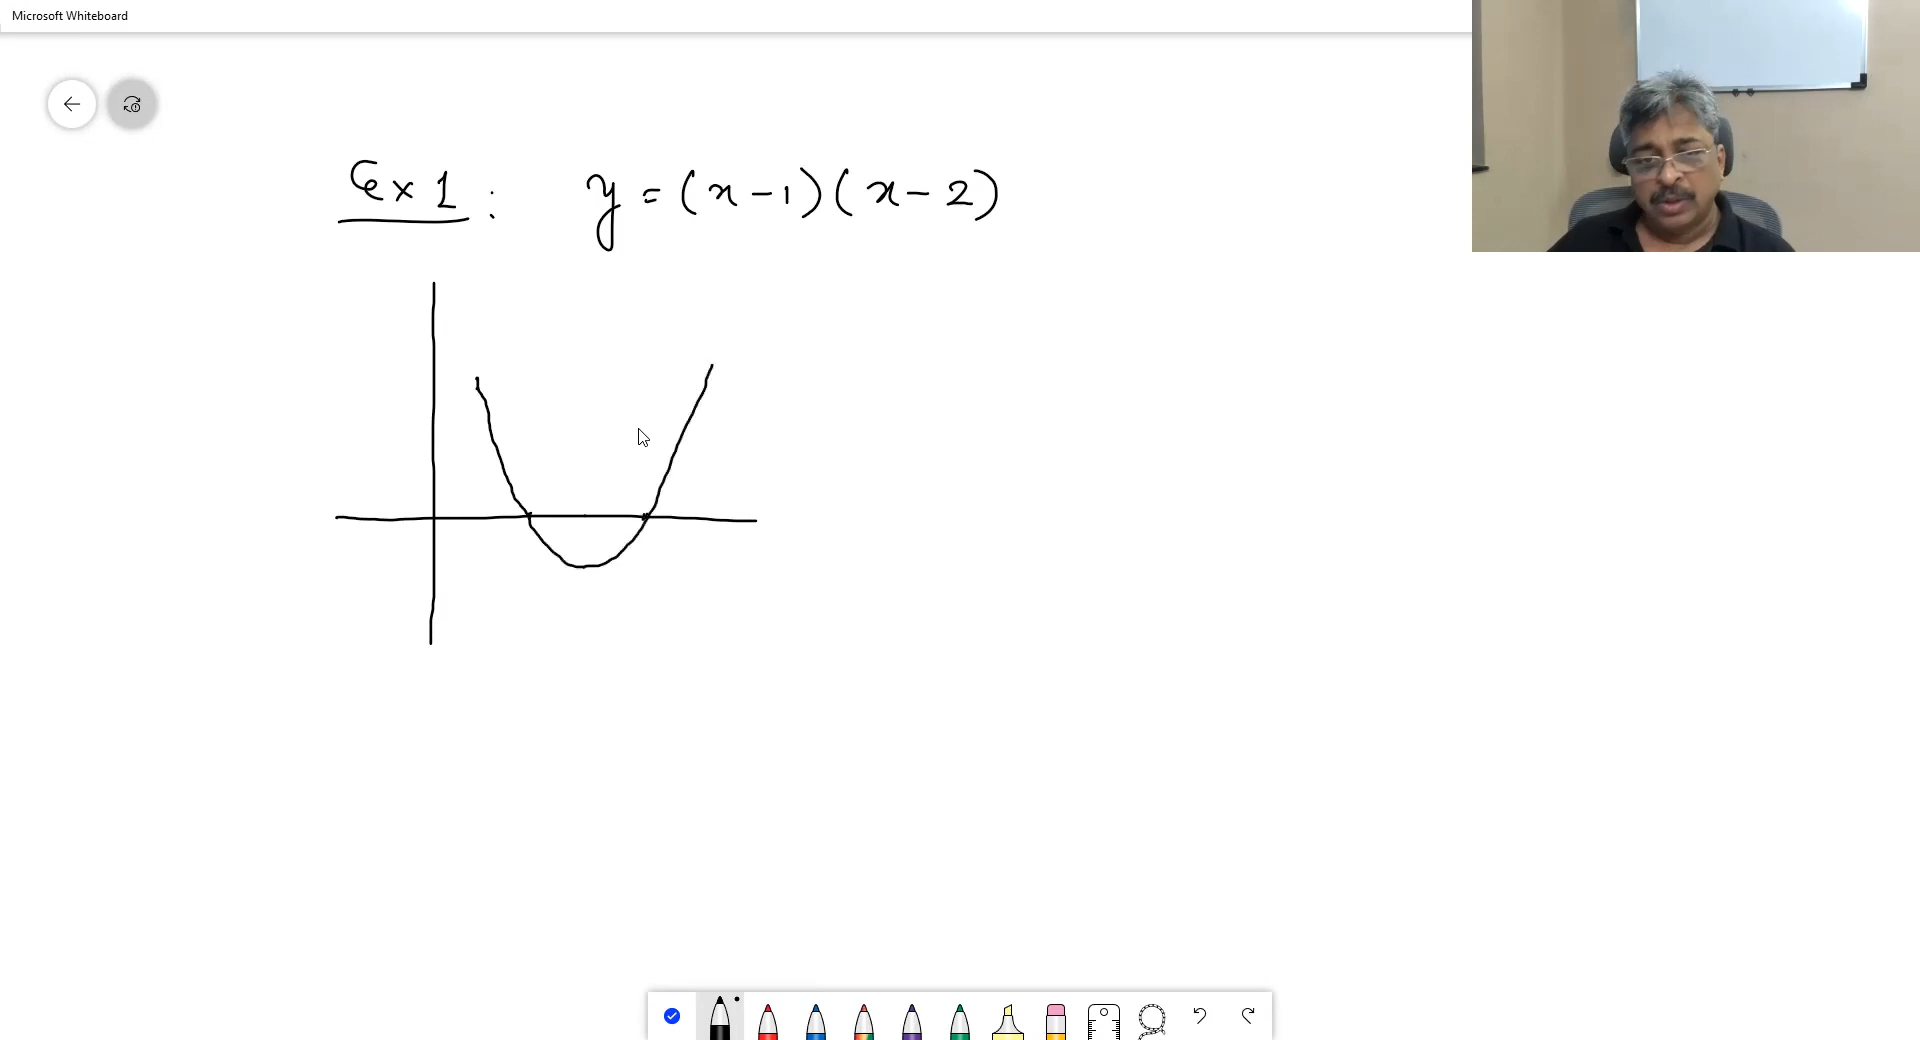 Microsoft Whiteboard
Ex 1 : y = (x-1)(x-2)